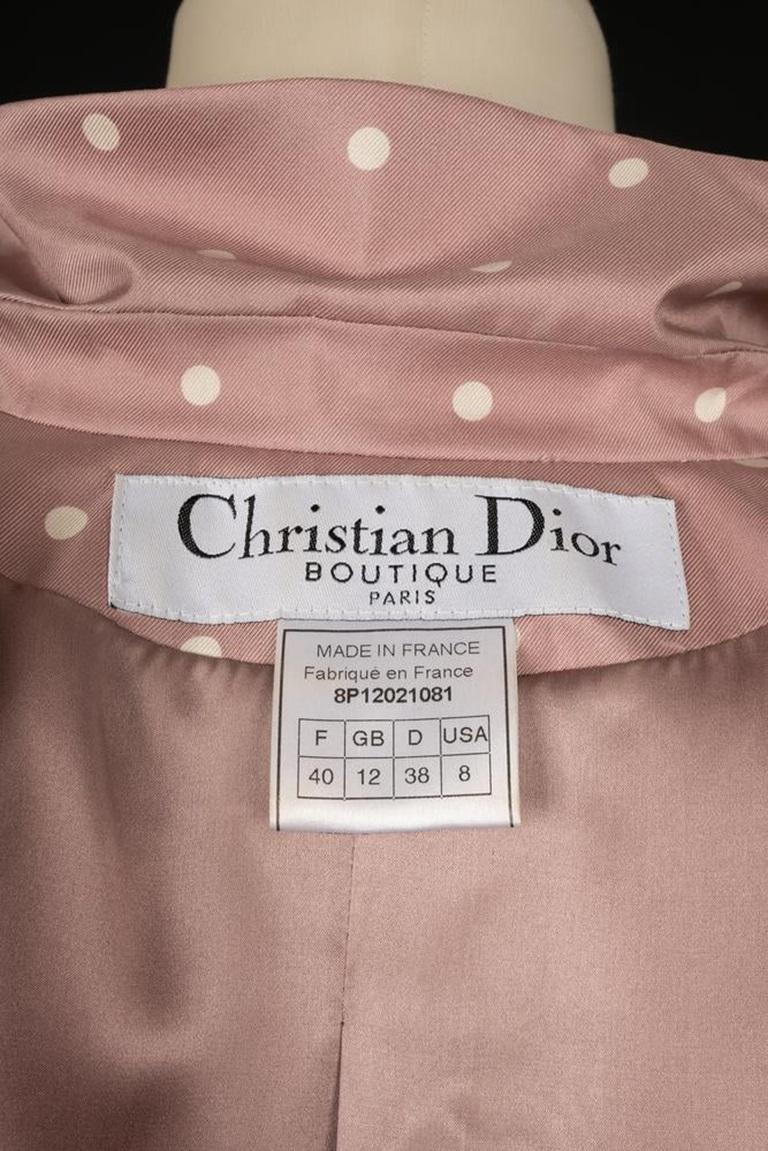 Christian Dior
BOUTIQUE
PARIS
MADE IN FRANCE
Fabriqué en France
8P12021081
F GB D USA
40 12 38 8